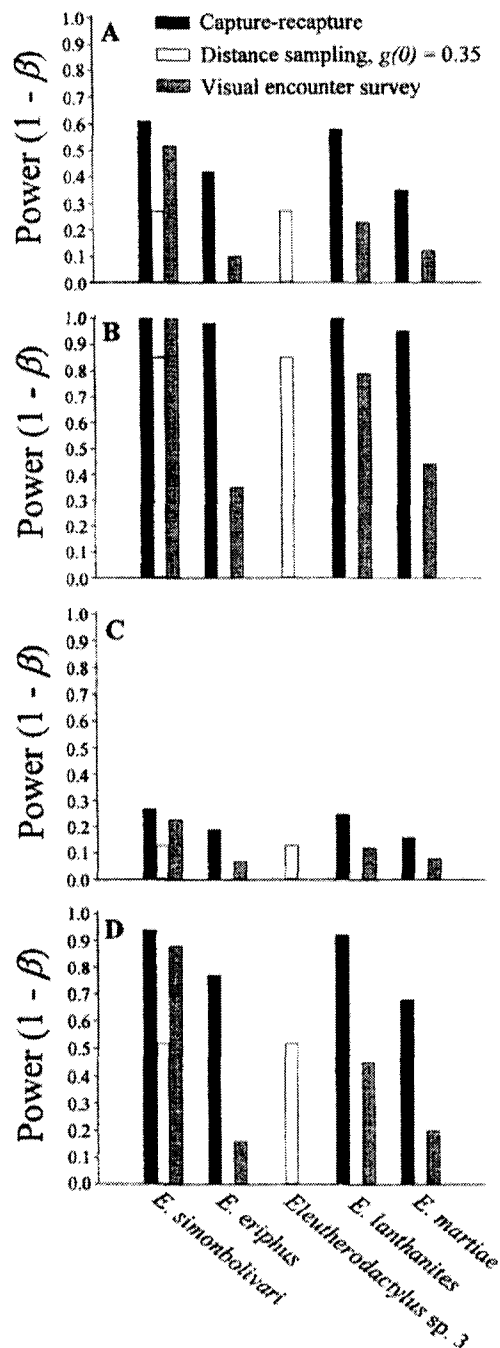 A
Capture-recapture
Distance sampling, g(0) = 0.35
Visual encounter survey
Power (1 - β)
1.0
0.9
0.8
0.7
0.6
0.5
0.4
0.3
0.2
0.1
0.0
B
Power (1 - β)
1.0
0.9
0.8
0.7
0.6
0.5
0.4
0.3
0.2
0.1
0.0
C
Power (1 - β)
1.0
0.9
0.8
0.7
0.6
0.5
0.4
0.3
0.2
0.1
0.0
D
Power (1 - β)
1.0
0.9
0.8
0.7
0.6
0.5
0.4
0.3
0.2
0.1
0.0
E. simonbolivari
E. eriphus
Eleutherodactylus sp. 3
E. lanthanites
E. martiae